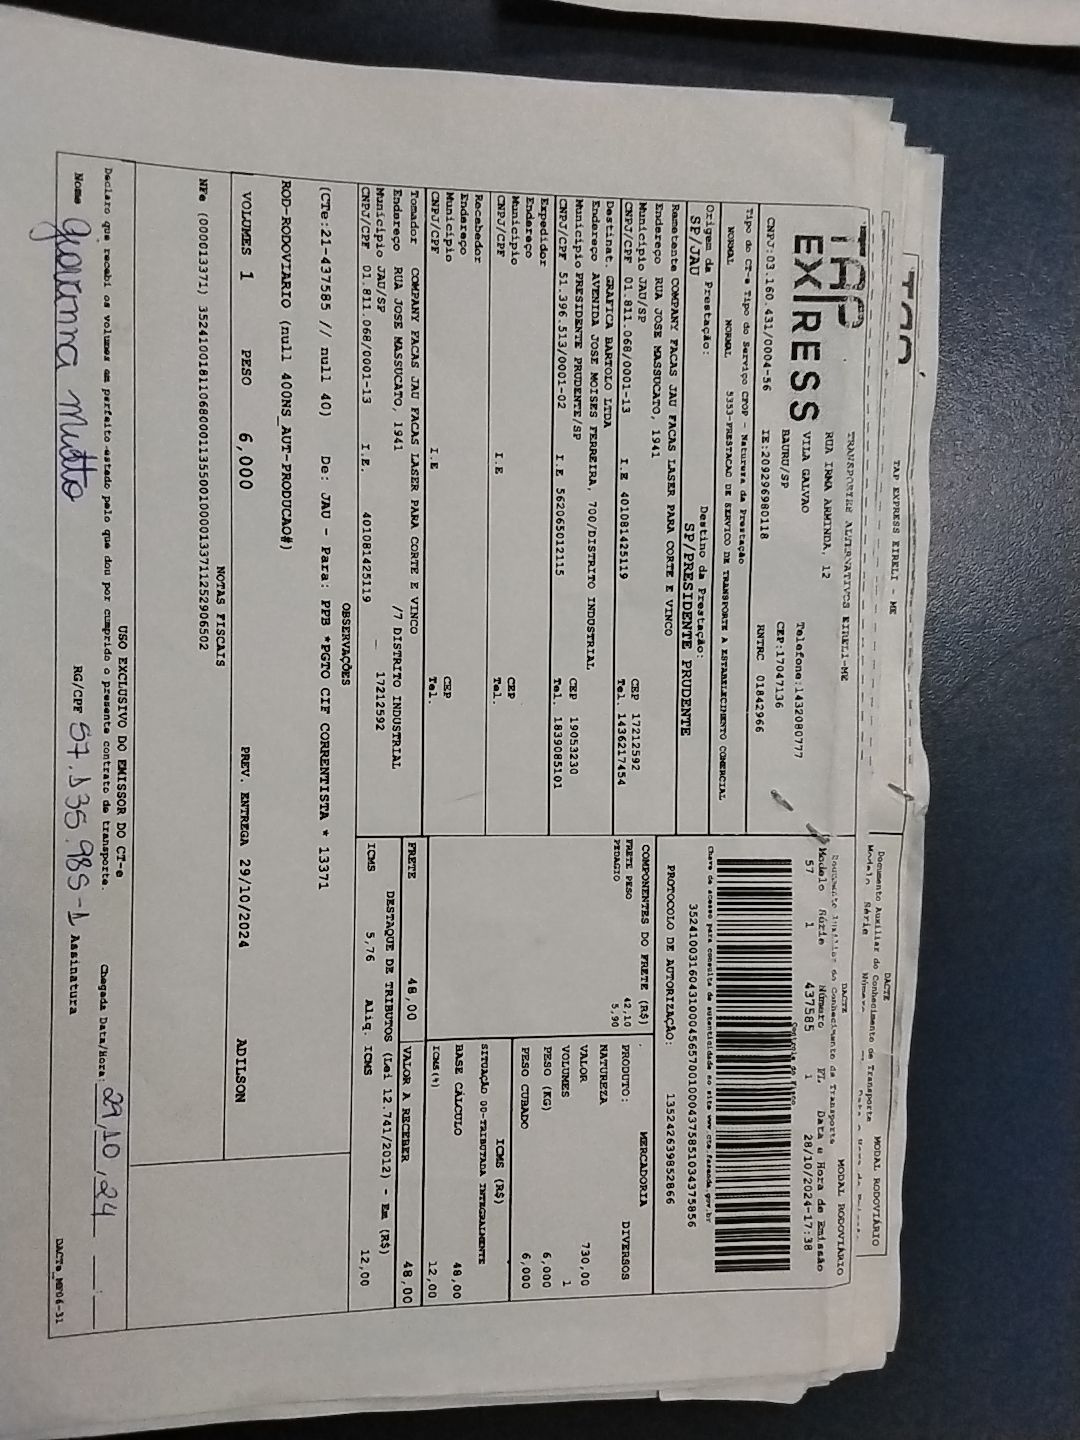 TAP EXPRESS EIRELI - ME
DACTE
Documento Auxiliar do Conhecimento de Transporte
MODAL RODOVIÁRIO
Modelo Série
TAP
EXPRESS
TRANSPORTES ALTERNATIVOS EIRELI-ME
RUA IRMA ARMINDA, 12
VILA GALVAO
BAURU/SP
Telefone:1432080777
CEP:17047136
CNPJ:03.160.431/0004-56 IE:209296980118 RNTRC 01842966
DACTE MODAL RODOVIÁRIO
Documento Auxiliar do Conhecimento de Transporte
Modelo Série Número FL Data e Hora de Emissão
57 1 437585 1 28/10/2024-17:38
Controle do Fisco
Chave de acesso para consulta de autenticidade no site www.cte.fazenda.gov.br
35241003160431000456570010004375851034375856
PROTOCOLO DE AUTORIZAÇÃO: 135242639852866
Tipo do CT-e Tipo do Serviço CFOP - Natureza da Prestação
NORMAL NORMAL 5353-PRESTACAO DE SERVICO DE TRANSPORTE A ESTABELECIMENTO COMERCIAL
Origem da Prestação: Destino da Prestação:
SP/JAU SP/PRESIDENTE PRUDENTE
Remetente COMPANY FACAS JAU FACAS LASER PARA CORTE E VINCO
Endereço RUA JOSE MASSUCATO, 1941
Município JAU/SP CEP 17212592
CNPJ/CPF 01.811.068/0001-13 I.E 401081425119 Tel. 1436217454
Destinat. GRAFICA BARTOLO LTDA
Endereço AVENIDA JOSE MOISES FERREIRA, 700/DISTRITO INDUSTRIAL
Município PRESIDENTE PRUDENTE/SP CEP 19053230
CNPJ/CPF 51.396.513/0001-02 I.E 562065012115 Tel. 1839085101
Expedidor
Endereço
Município CEP
CNPJ/CPF I.E Tel.
Recebedor
Endereço
Município CEP
CNPJ/CPF I.E Tel.
Tomador COMPANY FACAS JAU FACAS LASER PARA CORTE E VINCO
Endereço RUA JOSE MASSUCATO, 1941 /7 DISTRITO INDUSTRIAL
Município JAU/SP 17212592
CNPJ/CPF 01.811.068/0001-13 I.E. 401081425119
COMPONENTES DO FRETE (R$)
FRETE PESO 42,10
PEDAGIO 5,90
PRODUTO: MERCADORIA DIVERSOS
NATUREZA
VALOR 730,00
VOLUMES 1
PESO (KG) 6,000
PESO CUBADO 6,000
ICMS (R$)
SITUAÇÃO 00-TRIBUTADA INTEGRALMENTE
BASE CÁLCULO 48,00
ICMS(%) 12,00
FRETE 48,00 VALOR A RECEBER 48,00
DESTAQUE DE TRIBUTOS (Lei 12.741/2012) - Em (R$)
ICMS 5,76 Aliq. ICMS 12,00
OBSERVAÇÕES
(CTe:21-437585 // null 40) De: JAU - Para: PPB *PGTO CIF CORRENTISTA * 13371
ROD-RODOVIARIO (null 400NS_AUT-PRODUCAO#)
VOLUMES 1 PESO 6,000 PREV. ENTREGA 29/10/2024 ADILSON
NOTAS FISCAIS
NFe (000013371) 35241001811068000113550010000133711252906502
USO EXCLUSIVO DO EMISSOR DO CT-e
Declaro que recebi os volumes em perfeito estado pelo que dou por cumprido o presente contrato de transporte. Chegada Data/Hora: 29/10/24
Nome Giovanna Mutto RG/CPF 57.135.985-1 Assinatura
DACTe_MP06-31